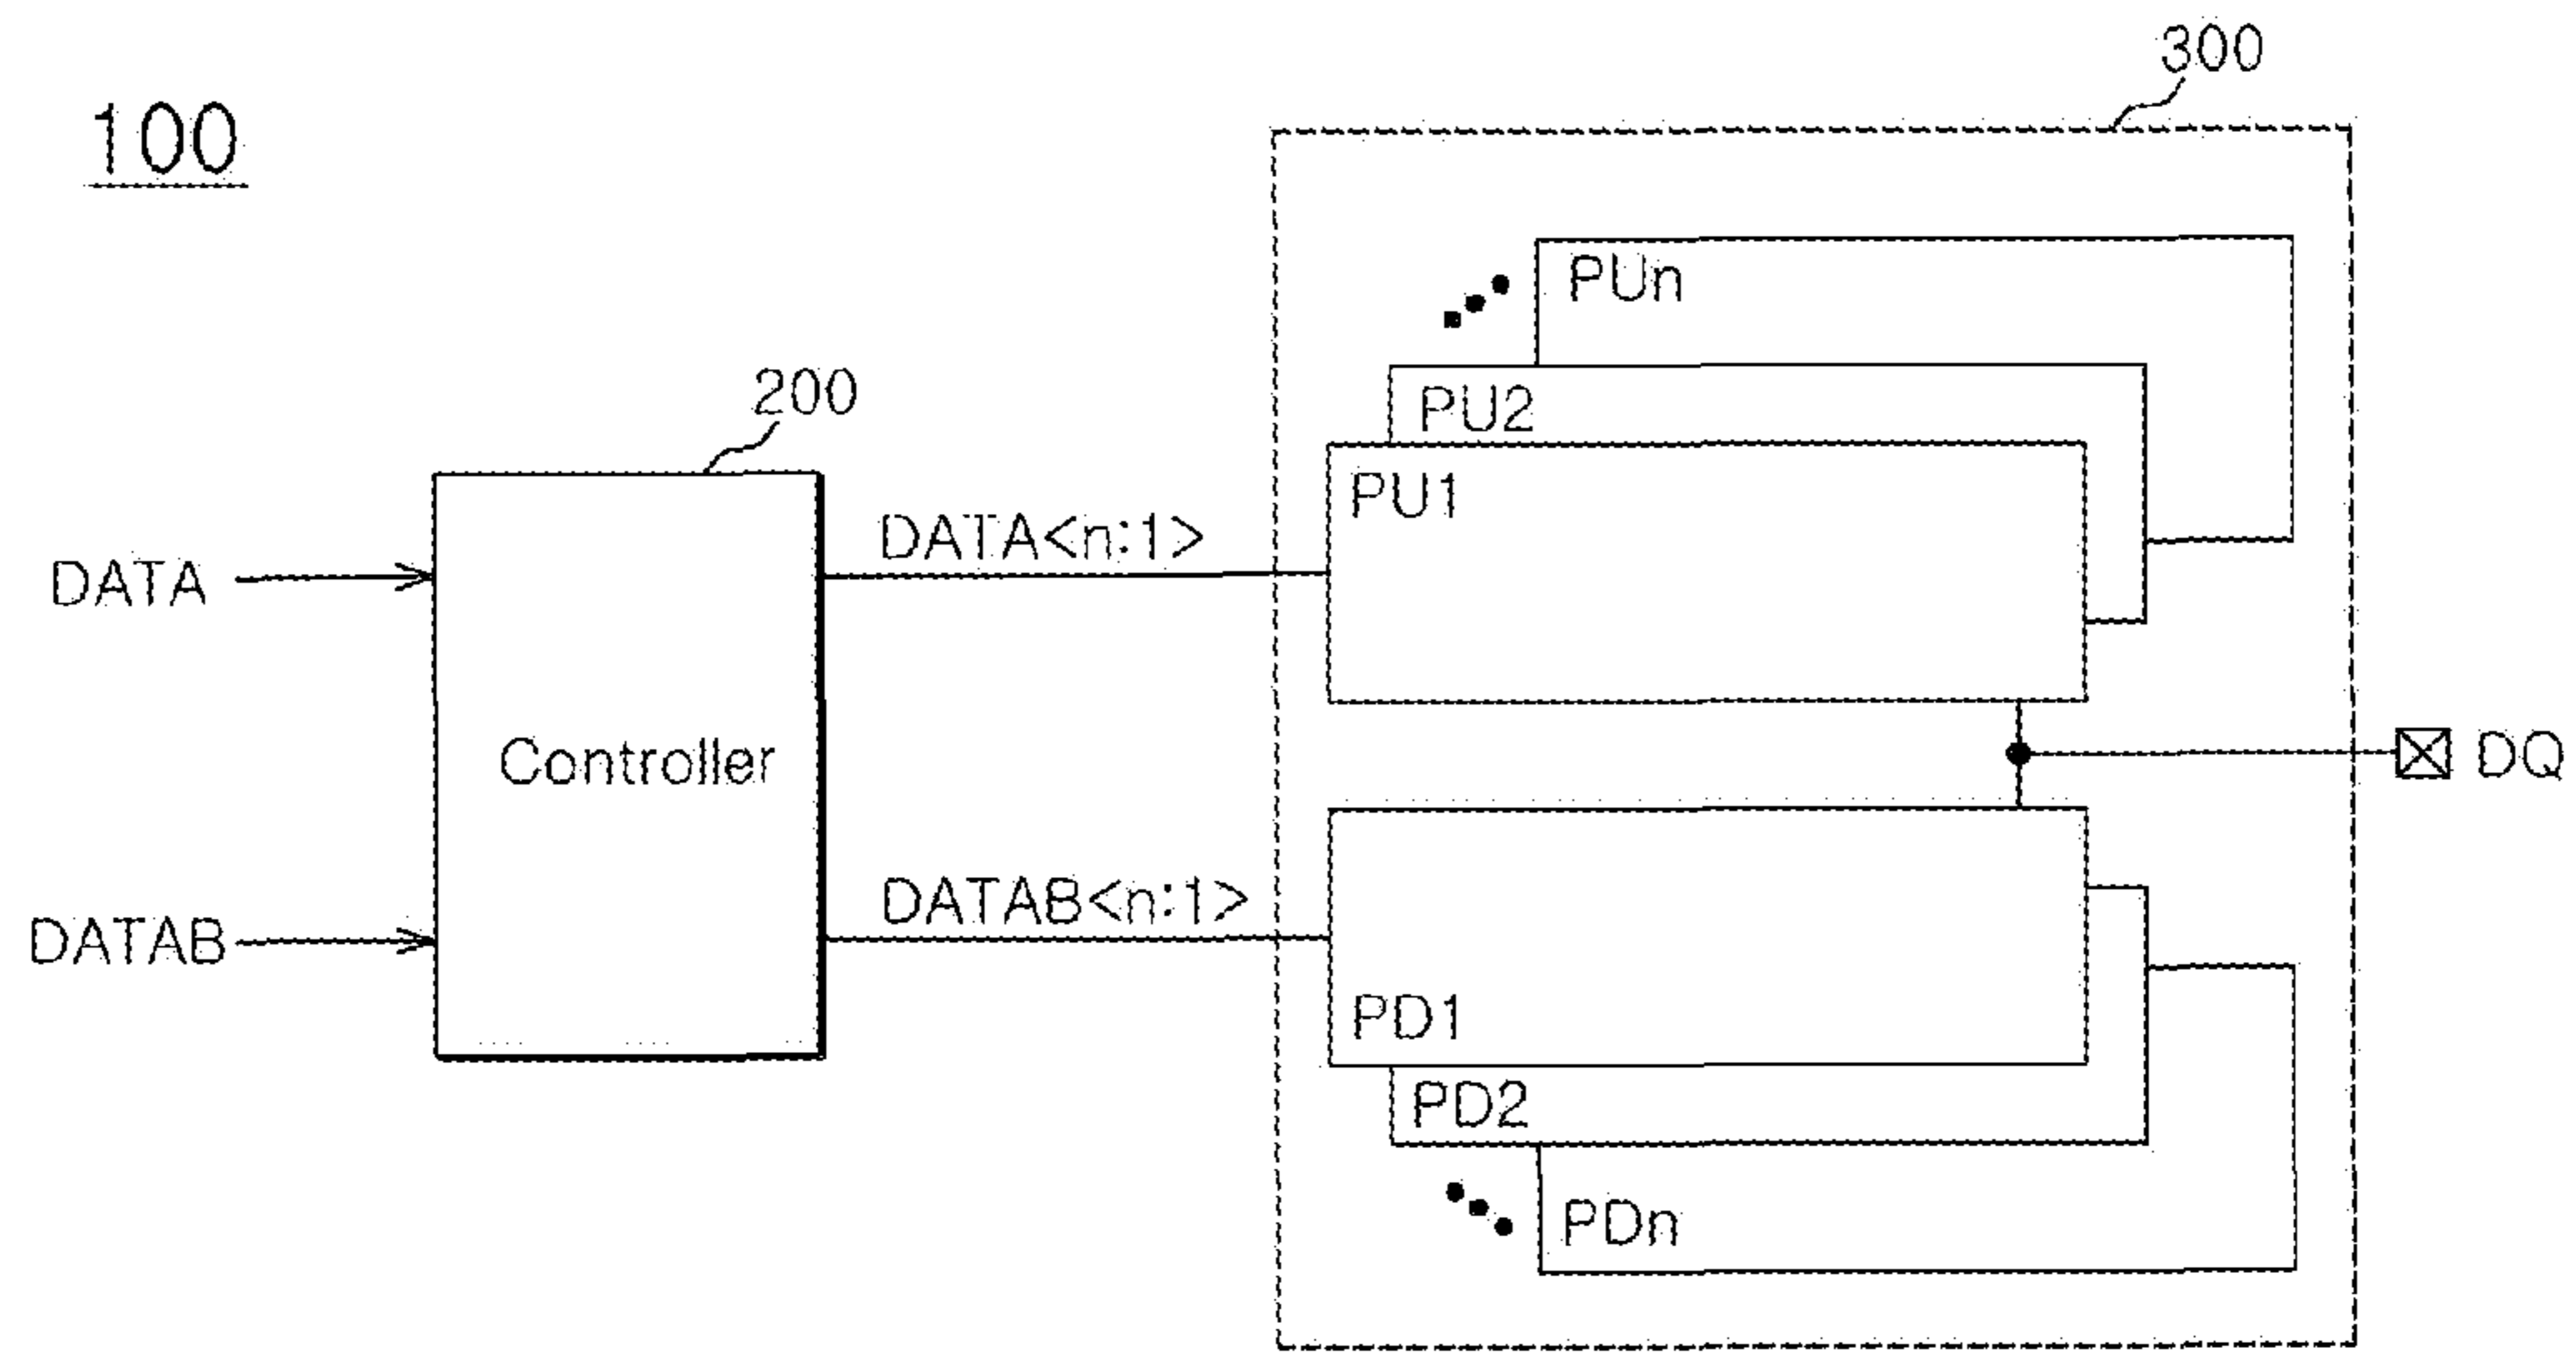 300
100
PUn
200
PU2
PU1
DATA
DATA<n:1>
Controller
DQ
DATAB
DATAB<n:1>
PD1
PD2
PDn